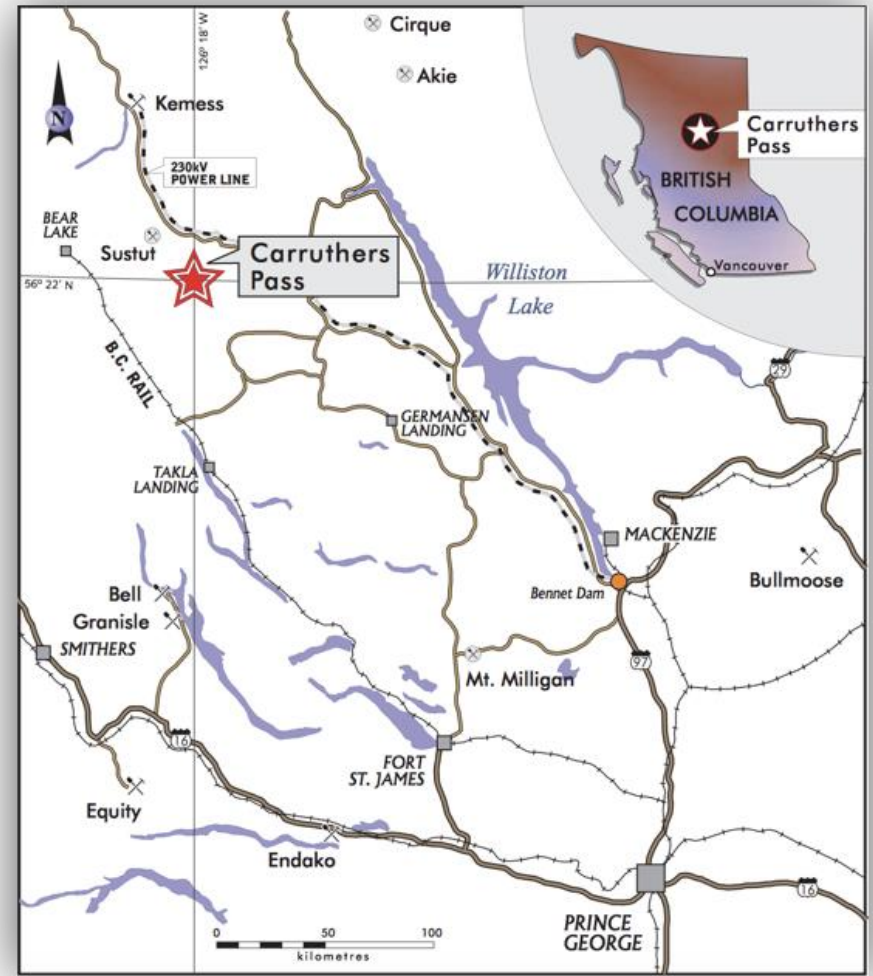 126º 18' W
Cirque
Akie
Kemess
N
230kV
POWER LINE
BEAR
LAKE
Sustut
Carruthers
Pass
56º 22' N
Williston
Lake
Carruthers
Pass
BRITISH
COLUMBIA
Vancouver
29
B.C. RAIL
GERMANSEN
LANDING
TAKLA
LANDING
MACKENZIE
Bennet Dam
Bullmoose
Bell
Granisle
SMITHERS
97
Mt. Milligan
16
FORT
ST. JAMES
Equity
Endako
16
PRINCE
GEORGE
0 50 100
kilometres